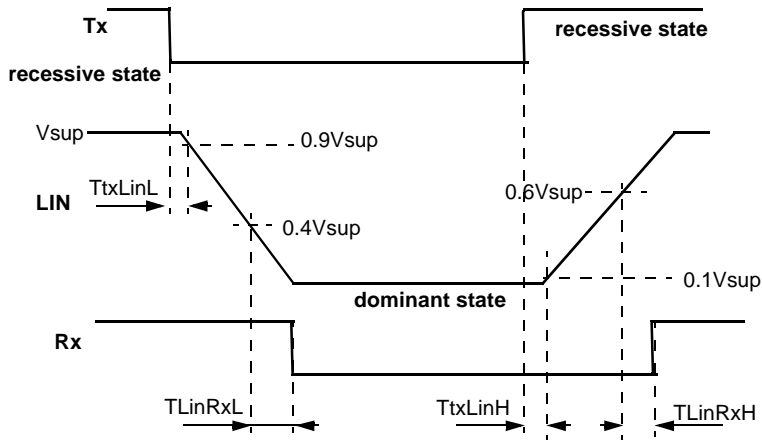 Tx
recessive state
recessive state
Vsup
0.9Vsup
TtxLinL
0.6Vsup
LIN
0.4Vsup
0.1Vsup
dominant state
Rx
TLinRxL
TtxLinH
TLinRxH